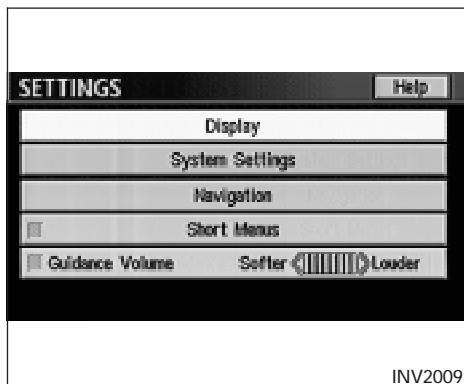 SETTINGS Help
Display
System Settings
Navigation
Short Menus
Guidance Volume Softer Louder
INV2009